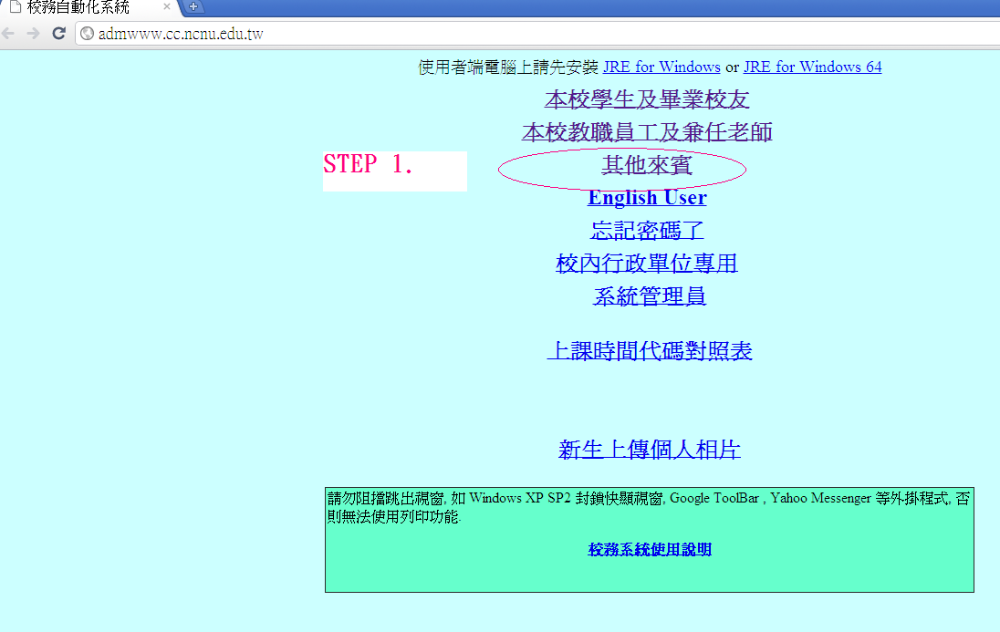 校務自動化系統
admwww.cc.ncnu.edu.tw
使用者端電腦上請先安裝 JRE for Windows or JRE for Windows 64
本校學生及畢業校友
本校教職員工及兼任老師
STEP 1.
其他來賓
English User
忘記密碼了
校內行政單位專用
系統管理員
上課時間代碼對照表
新生上傳個人相片
請勿阻擋跳出視窗, 如 Windows XP SP2 封鎖快顯視窗, Google ToolBar , Yahoo Messenger 等外掛程式, 否
則無法使用列印功能.
校務系統使用說明